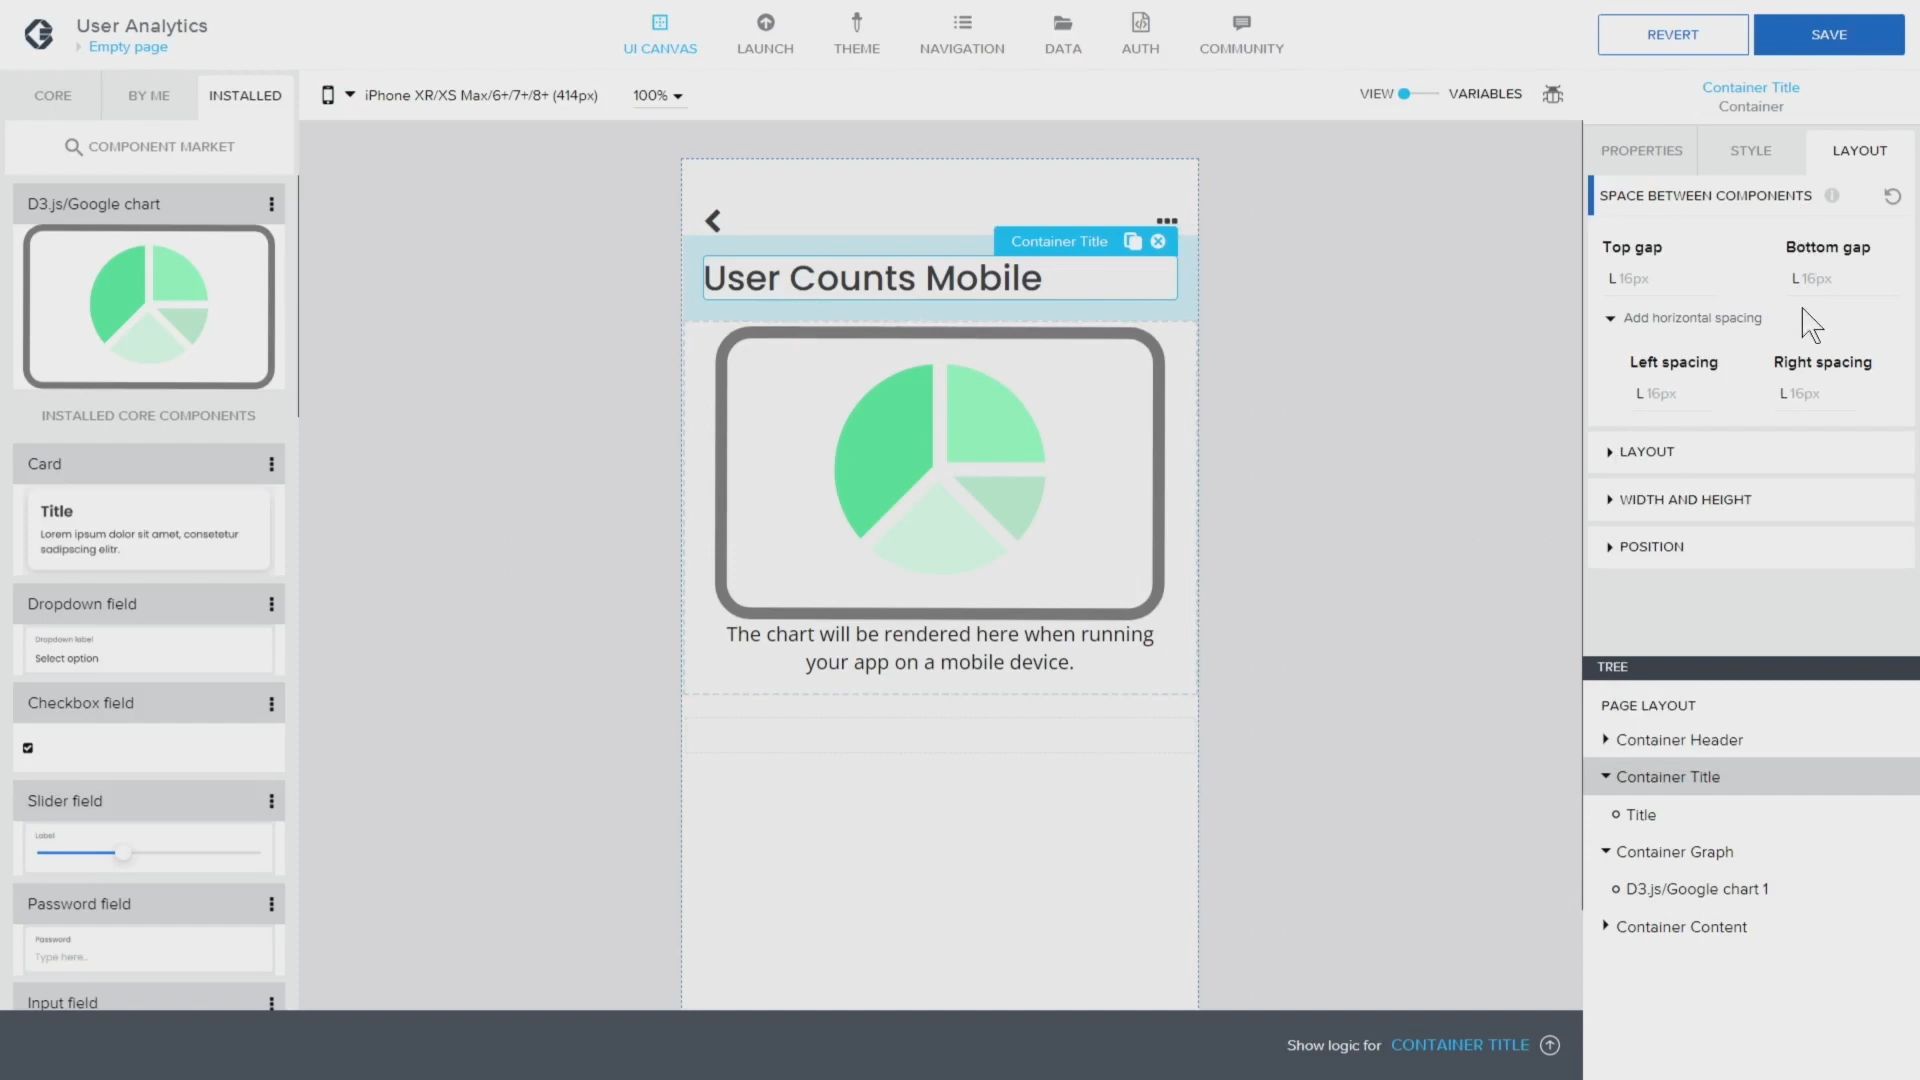 User Analytics
Empty page
UI CANVAS
LAUNCH
THEME
NAVIGATION
DATA
AUTH
COMMUNITY
REVERT
SAVE
CORE
BY ME
INSTALLED
iPhone XR/XS Max/6+/7+/8+ (414px)
100%
VIEW
VARIABLES
Container Title
Container
COMPONENT MARKET
PROPERTIES
STYLE
LAYOUT
D3.js/Google chart
INSTALLED CORE COMPONENTS
Card
Title
Lorem ipsum dolor sit amet, consetetur
sadipscing elitr.
Dropdown field
Dropdown label
Select option
Checkbox field
Slider field
Label
Password field
Password
Type here..
Input field
Container Title
User Counts Mobile
The chart will be rendered here when running
your app on a mobile device.
SPACE BETWEEN COMPONENTS
Top gap
Bottom gap
L 16px
L 16px
Add horizontal spacing
Left spacing
Right spacing
L 16px
L 16px
LAYOUT
WIDTH AND HEIGHT
POSITION
TREE
PAGE LAYOUT
Container Header
Container Title
Title
Container Graph
D3.js/Google chart 1
Container Content
Show logic for CONTAINER TITLE